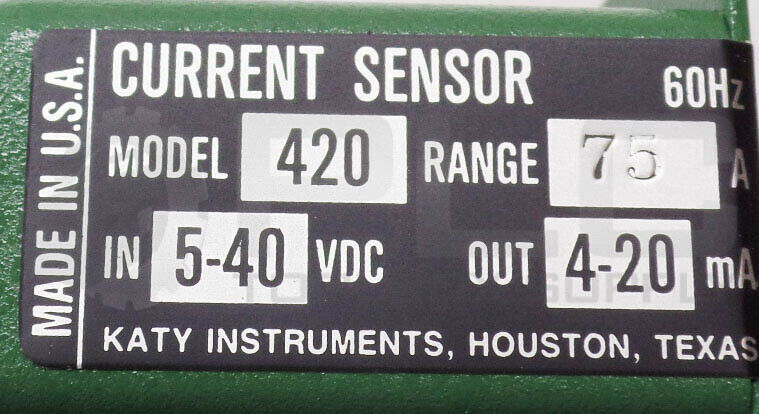 MADE IN U.S.A.
CURRENT SENSOR 60Hz
MODEL 420 RANGE 75 A
IN 5-40 VDC OUT 4-20 mA
KATY INSTRUMENTS, HOUSTON, TEXAS